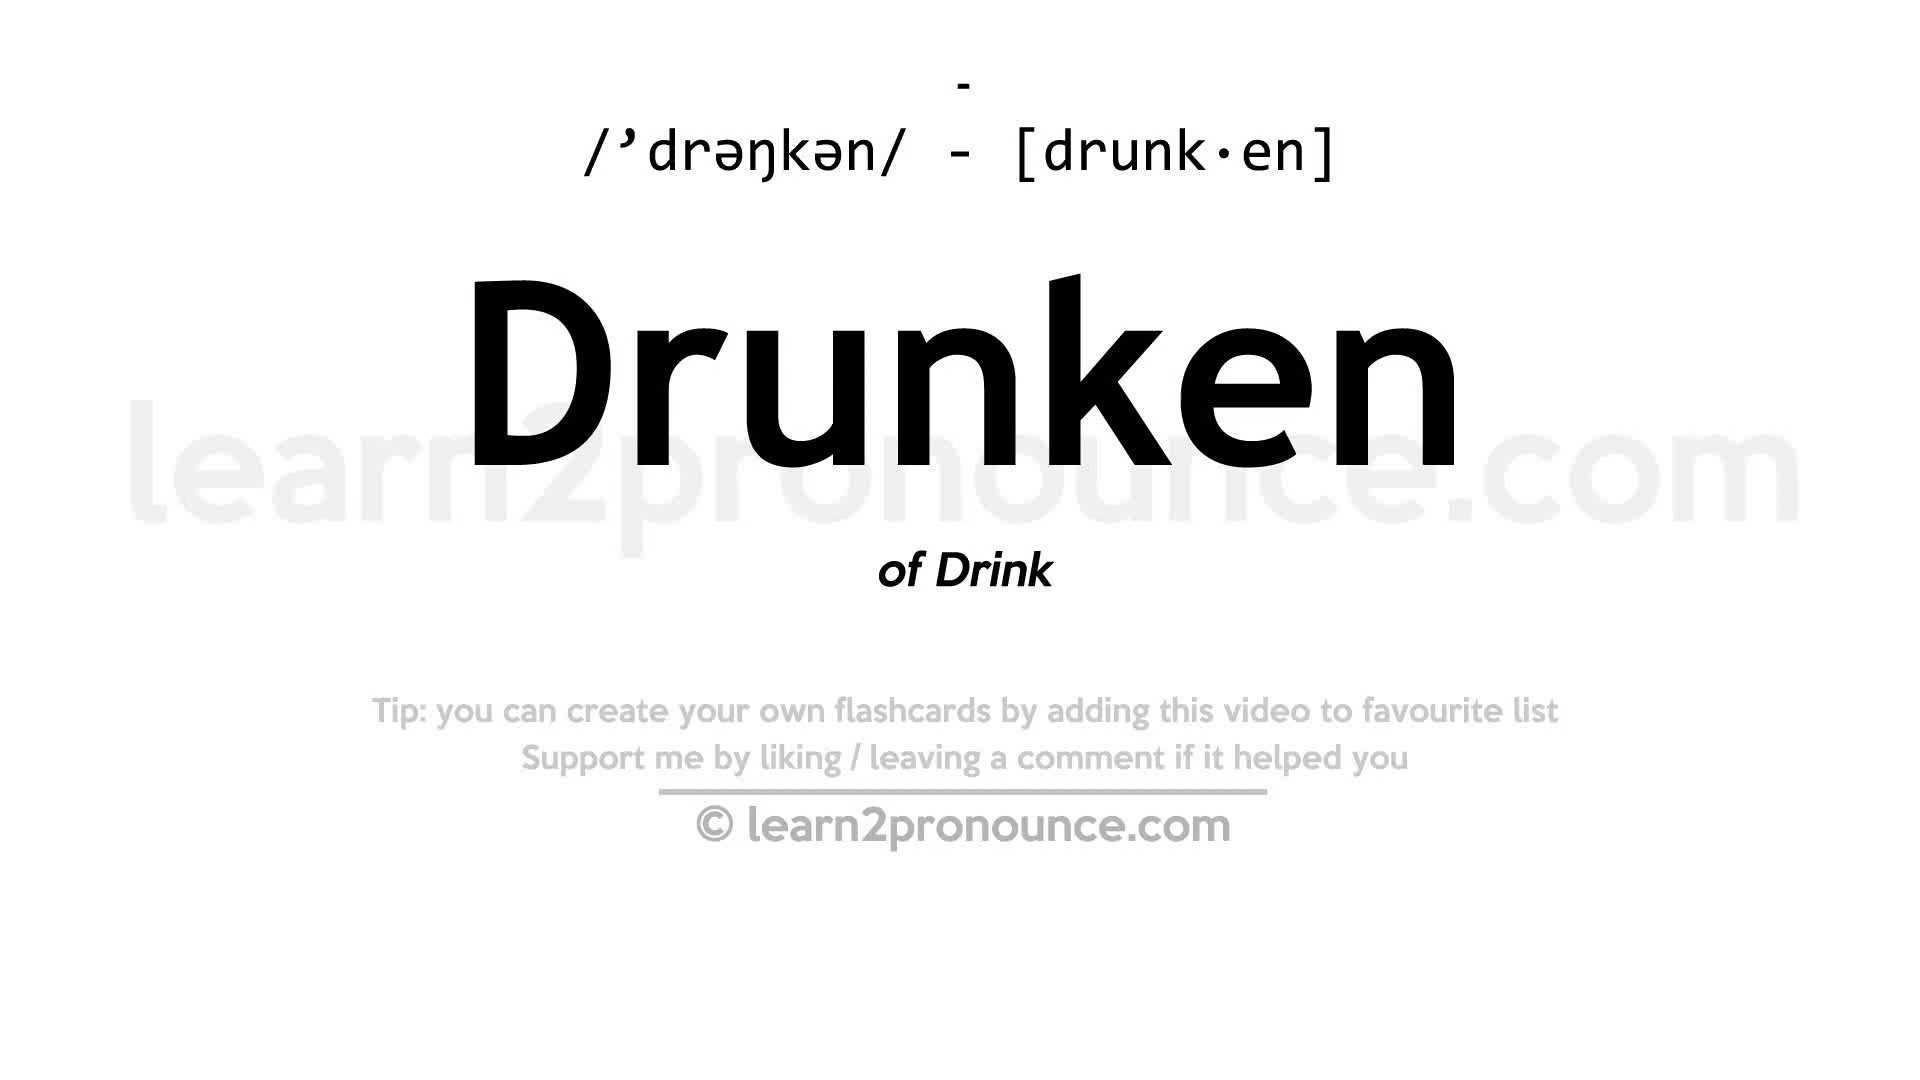 -
/’drəŋkən/ - [drunk·en]
Drunken
learn2pronounce.com
of Drink
Tip: you can create your own flashcards by adding this video to favourite list
Support me by liking / leaving a comment if it helped you
© learn2pronounce.com